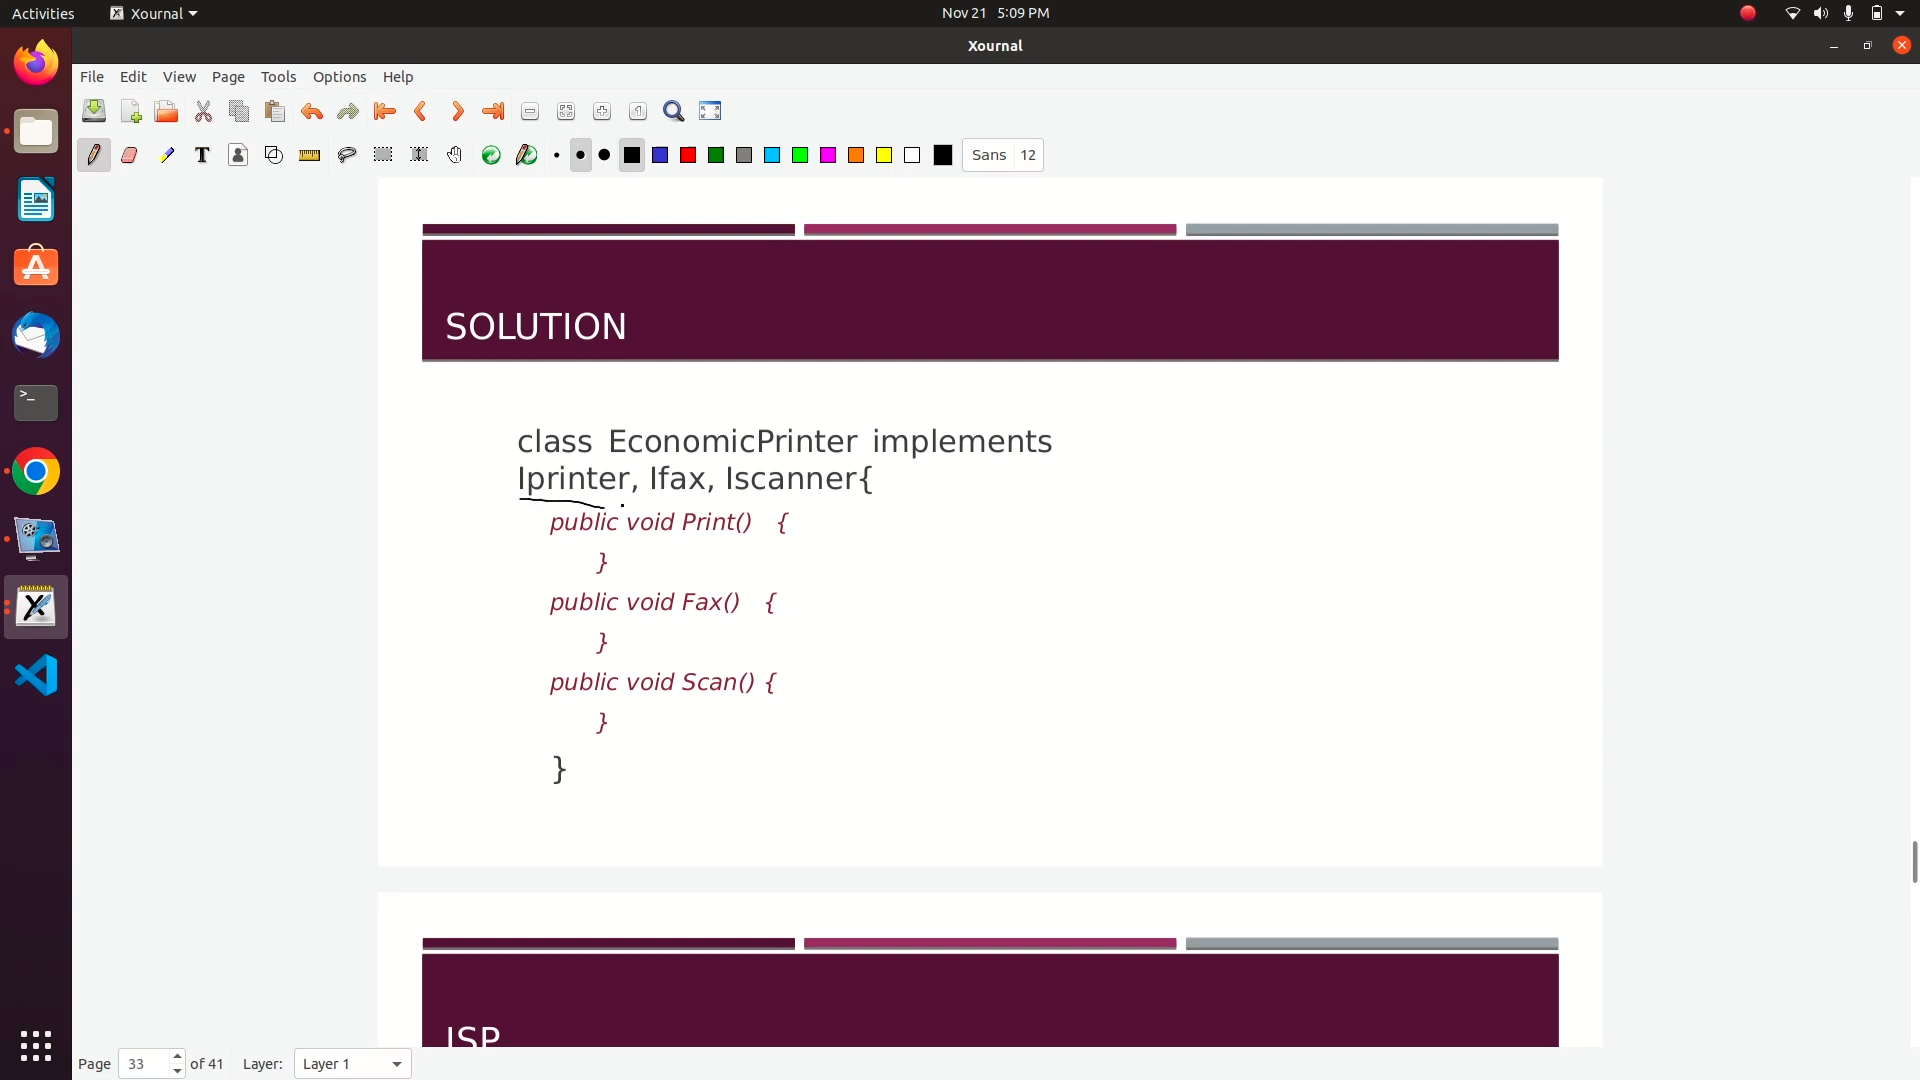 Activities
Xournal
Nov 21 5:09 PM
Xournal
File Edit View Page Tools Options Help
Sans 12
SOLUTION
class EconomicPrinter implements
Iprinter, Ifax, Iscanner{
public void Print() {
}
public void Fax() {
}
public void Scan() {
}
}
ISP
Page 33 of 41 Layer: Layer 1